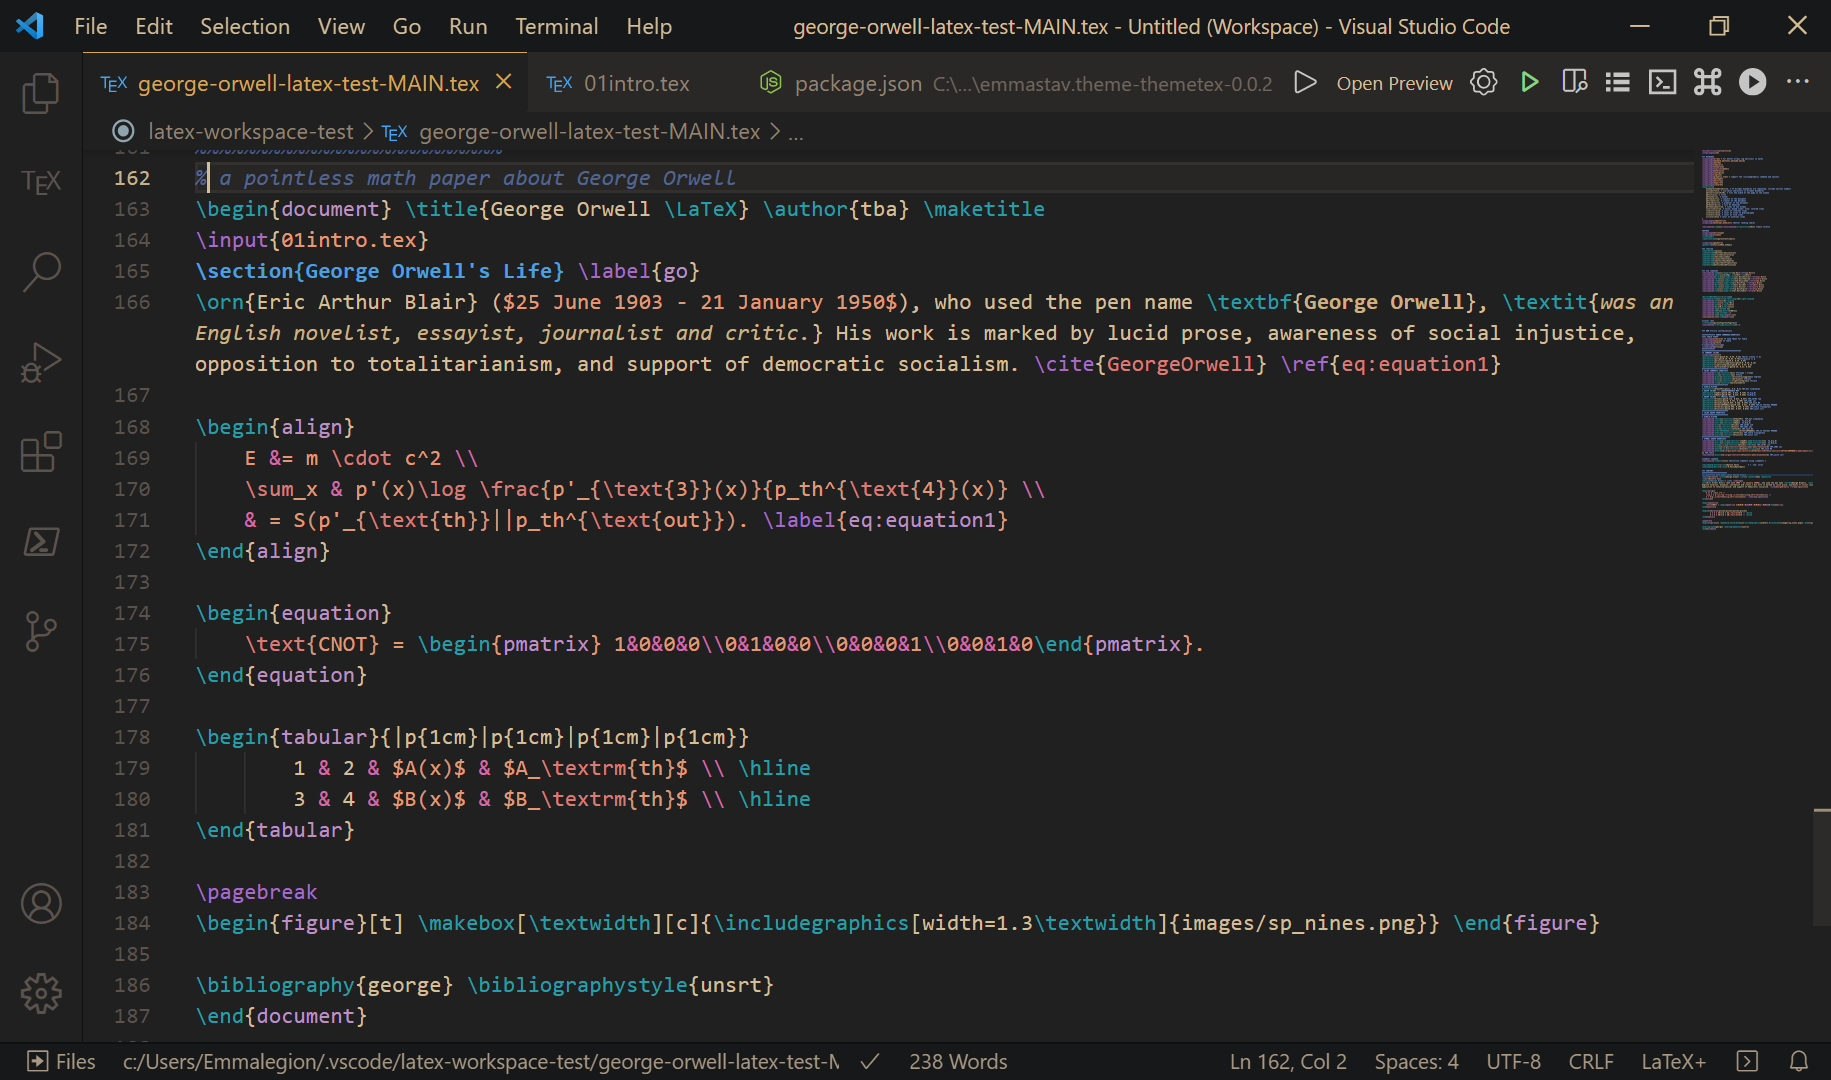 File Edit Selection View Go Run Terminal Help george-orwell-latex-test-MAIN.tex - Untitled (Workspace) - Visual Studio Code
TEX george-orwell-latex-test-MAIN.tex TEX 01intro.tex package.json C:\...\emmastav.theme-themetex-0.0.2 Open Preview
latex-workspace-test > TEX george-orwell-latex-test-MAIN.tex > ...
TEX
162 % a pointless math paper about George Orwell
163 \begin{document} \title{George Orwell \LaTeX} \author{tba} \maketitle
164 \input{01intro.tex}
165 \section{George Orwell's Life} \label{go}
166 \orn{Eric Arthur Blair} ($25 June 1903 - 21 January 1950$), who used the pen name \textbf{George Orwell}, \textit{was an
English novelist, essayist, journalist and critic.} His work is marked by lucid prose, awareness of social injustice,
opposition to totalitarianism, and support of democratic socialism. \cite{GeorgeOrwell} \ref{eq:equation1}
167
168 \begin{align}
169 E &= m \cdot c^2 \\
170 \sum_x & p'(x)\log \frac{p'_{\text{3}}(x)}{p_th^{\text{4}}(x)} \\
171 & = S(p'_{\text{th}}||p_th^{\text{out}}). \label{eq:equation1}
172 \end{align}
173
174 \begin{equation}
175 \text{CNOT} = \begin{pmatrix} 1&0&0&0\\0&1&0&0\\0&0&0&1\\0&0&1&0\end{pmatrix}.
176 \end{equation}
177
178 \begin{tabular}{|p{1cm}|p{1cm}|p{1cm}|p{1cm}}
179 1 & 2 & $A(x)$ & $A_\textrm{th}$ \\ \hline
180 3 & 4 & $B(x)$ & $B_\textrm{th}$ \\ \hline
181 \end{tabular}
182
183 \pagebreak
184 \begin{figure}[t] \makebox[\textwidth][c]{\includegraphics[width=1.3\textwidth]{images/sp_nines.png}} \end{figure}
185
186 \bibliography{george} \bibliographystyle{unsrt}
187 \end{document}
Files c:/Users/Emmalegion/.vscode/latex-workspace-test/george-orwell-latex-test-M 238 Words Ln 162, Col 2 Spaces: 4 UTF-8 CRLF LaTeX+